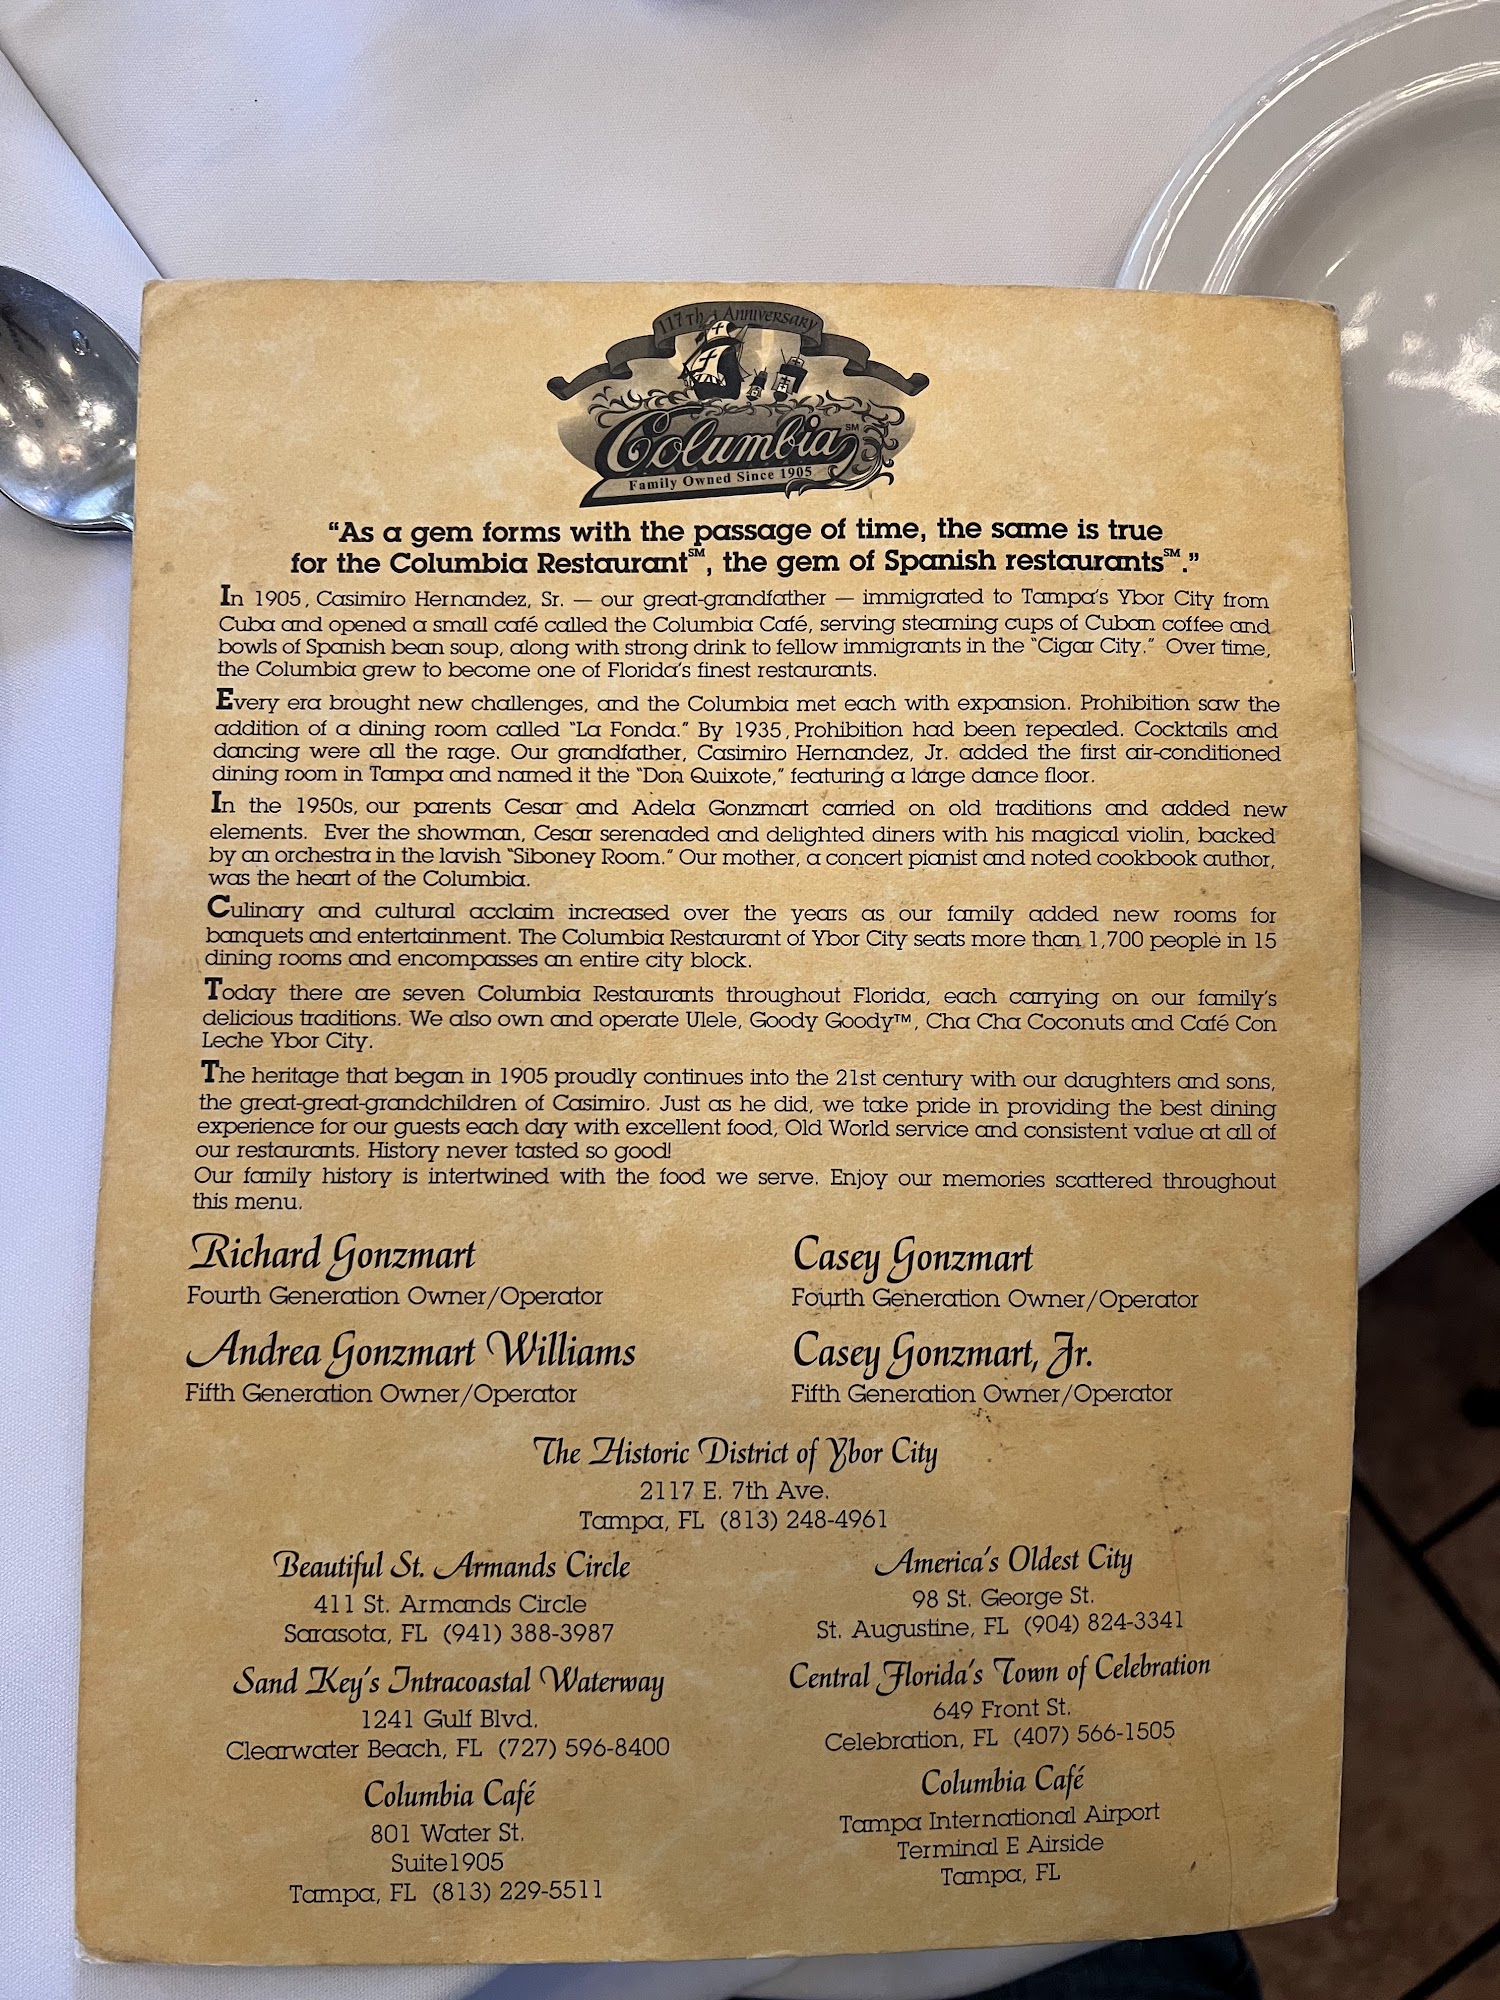 117th Anniversary
Columbia SM
Family Owned Since 1905
“As a gem forms with the passage of time, the same is true
for the Columbia Restaurant℠, the gem of Spanish restaurants℠.”
In 1905, Casimiro Hernandez, Sr. — our great-grandfather — immigrated to Tampa's Ybor City from
Cuba and opened a small café called the Columbia Café, serving steaming cups of Cuban coffee and
bowls of Spanish bean soup, along with strong drink to fellow immigrants in the “Cigar City.” Over time,
the Columbia grew to become one of Florida's finest restaurants.
Every era brought new challenges, and the Columbia met each with expansion. Prohibition saw the
addition of a dining room called “La Fonda.” By 1935, Prohibition had been repealed. Cocktails and
dancing were all the rage. Our grandfather, Casimiro Hernandez, Jr. added the first air-conditioned
dining room in Tampa and named it the “Don Quixote,” featuring a large dance floor.
In the 1950s, our parents Cesar and Adela Gonzmart carried on old traditions and added new
elements. Ever the showman, Cesar serenaded and delighted diners with his magical violin, backed
by an orchestra in the lavish “Siboney Room.” Our mother, a concert pianist and noted cookbook author,
was the heart of the Columbia.
Culinary and cultural acclaim increased over the years as our family added new rooms for
banquets and entertainment. The Columbia Restaurant of Ybor City seats more than 1,700 people in 15
dining rooms and encompasses an entire city block.
Today there are seven Columbia Restaurants throughout Florida, each carrying on our family's
delicious traditions. We also own and operate Ulele, Goody Goody™, Cha Cha Coconuts and Café Con
Leche Ybor City.
The heritage that began in 1905 proudly continues into the 21st century with our daughters and sons,
the great-great-grandchildren of Casimiro. Just as he did, we take pride in providing the best dining
experience for our guests each day with excellent food, Old World service and consistent value at all of
our restaurants. History never tasted so good!
Our family history is intertwined with the food we serve. Enjoy our memories scattered throughout
this menu.
Richard Gonzmart
Fourth Generation Owner/Operator
Casey Gonzmart
Fourth Generation Owner/Operator
Andrea Gonzmart Williams
Fifth Generation Owner/Operator
Casey Gonzmart, Jr.
Fifth Generation Owner/Operator
The Historic District of Ybor City
2117 E. 7th Ave.
Tampa, FL (813) 248-4961
Beautiful St. Armands Circle
411 St. Armands Circle
Sarasota, FL (941) 388-3987
America's Oldest City
98 St. George St.
St. Augustine, FL (904) 824-3341
Sand Key's Intracoastal Waterway
1241 Gulf Blvd.
Clearwater Beach, FL (727) 596-8400
Central Florida's Town of Celebration
649 Front St.
Celebration, FL (407) 566-1505
Columbia Café
801 Water St.
Suite1905
Tampa, FL (813) 229-5511
Columbia Café
Tampa International Airport
Terminal E Airside
Tampa, FL